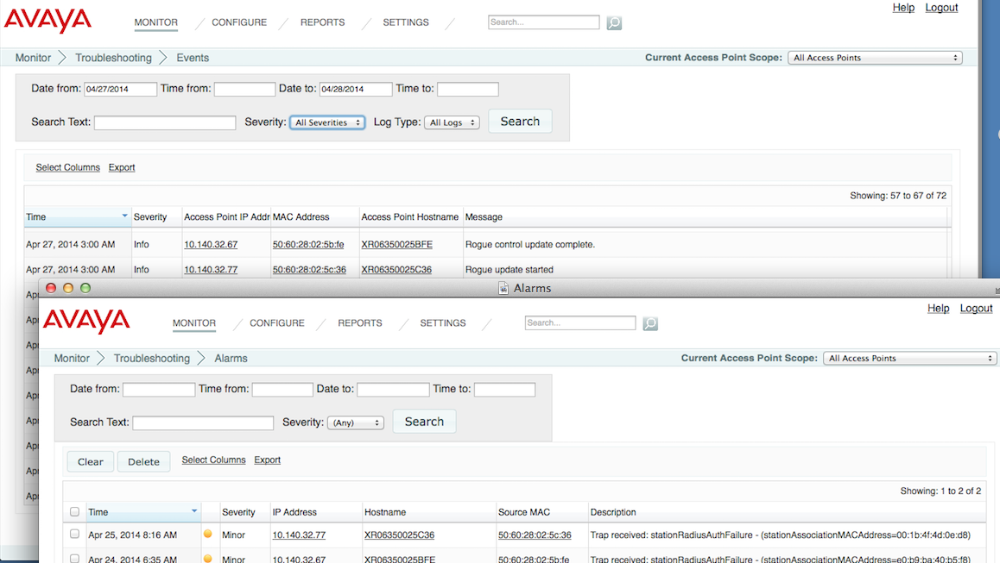 Help Logout
AVAYA MONITOR CONFIGURE REPORTS SETTINGS Search...
Monitor Troubleshooting Events Current Access Point Scope: All Access Points
Date from: 04/27/2014 Time from: Date to: 04/28/2014 Time to:
Search Text: Severity: All Severities Log Type: All Logs Search
Select Columns Export
Showing: 57 to 67 of 72
Time Severity Access Point IP Addr MAC Address Access Point Hostname Message
Apr 27, 2014 3:00 AM Info 10.140.32.67 50:60:28:02:5b:fe XR06350025BFE Rogue control update complete.
Apr 27, 2014 3:00 AM Info 10.140.32.77 50:60:28:02:5c:36 XR06350025C36 Rogue update started
Apr
Apr
Apr
Apr
Apr
Apr
Apr
Apr
Apr
Alarms
Help Logout
AVAYA MONITOR CONFIGURE REPORTS SETTINGS Search...
Monitor Troubleshooting Alarms Current Access Point Scope: All Access Points
Date from: Time from: Date to: Time to:
Search Text: Severity: (Any) Search
Clear Delete Select Columns Export
Showing: 1 to 2 of 2
Time Severity IP Address Hostname Source MAC Description
Apr 25, 2014 8:16 AM Minor 10.140.32.77 XR06350025C36 50:60:28:02:5c:36 Trap received: stationRadiusAuthFailure - (stationAssociationMACAddress=00:1b:4f:4d:0e:d8)
Apr 24, 2014 6:35 AM Minor 10.140.32.67 XR06350025BFE 50:60:28:02:5b:fe Trap received: stationRadiusAuthFailure - (stationAssociationMACAddress=e0:b9:ba:40:b5:f8)